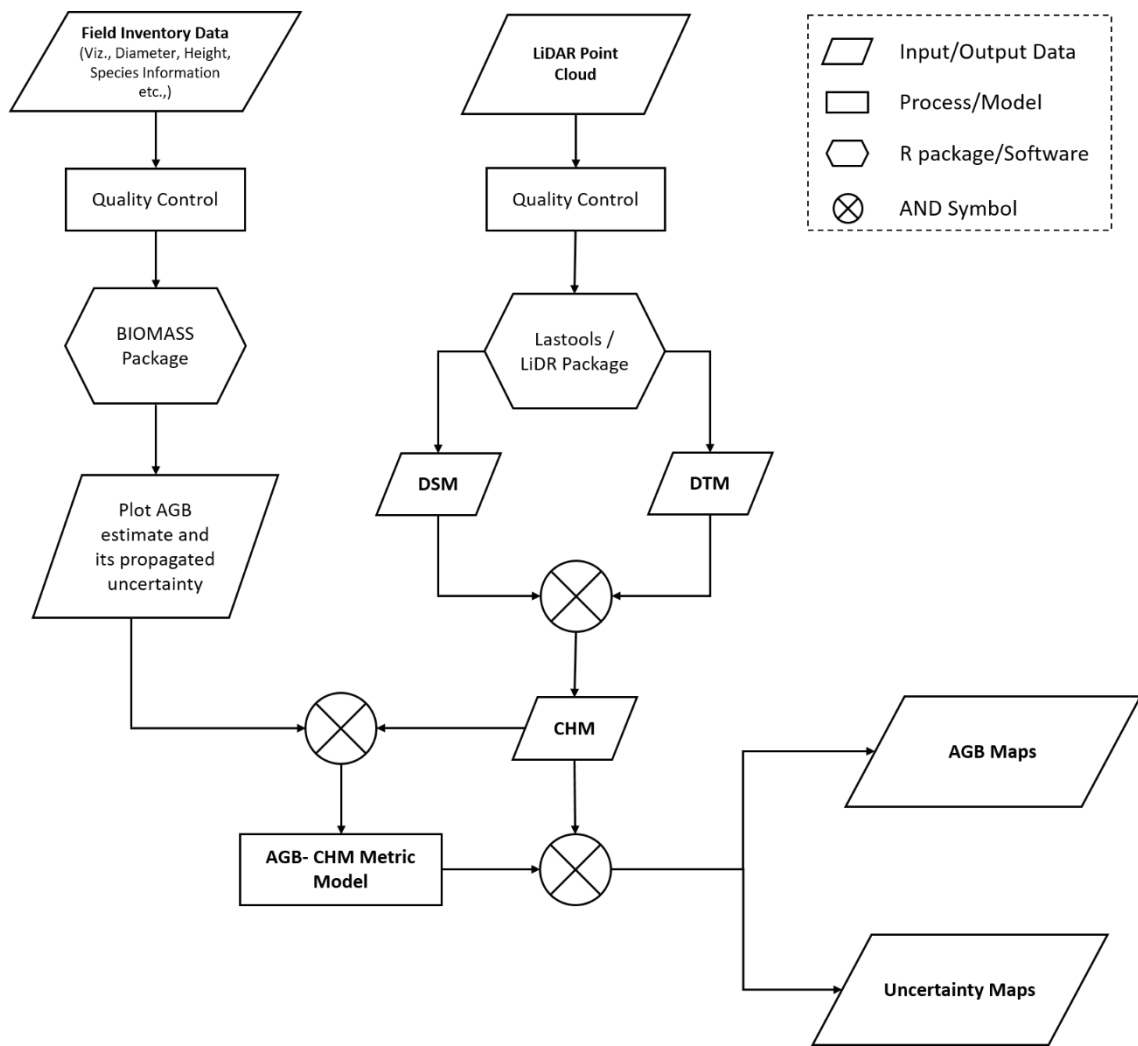 Field Inventory Data
(Viz., Diameter, Height,
Species Information
etc.,)
LiDAR Point
Cloud
Input/Output Data
Process/Model
R package/Software
AND Symbol
Quality Control
Quality Control
BIOMASS
Package
Lastools /
LiDR Package
DSM
DTM
Plot AGB
estimate and
its propagated
uncertainty
CHM
AGB Maps
AGB- CHM Metric
Model
Uncertainty Maps